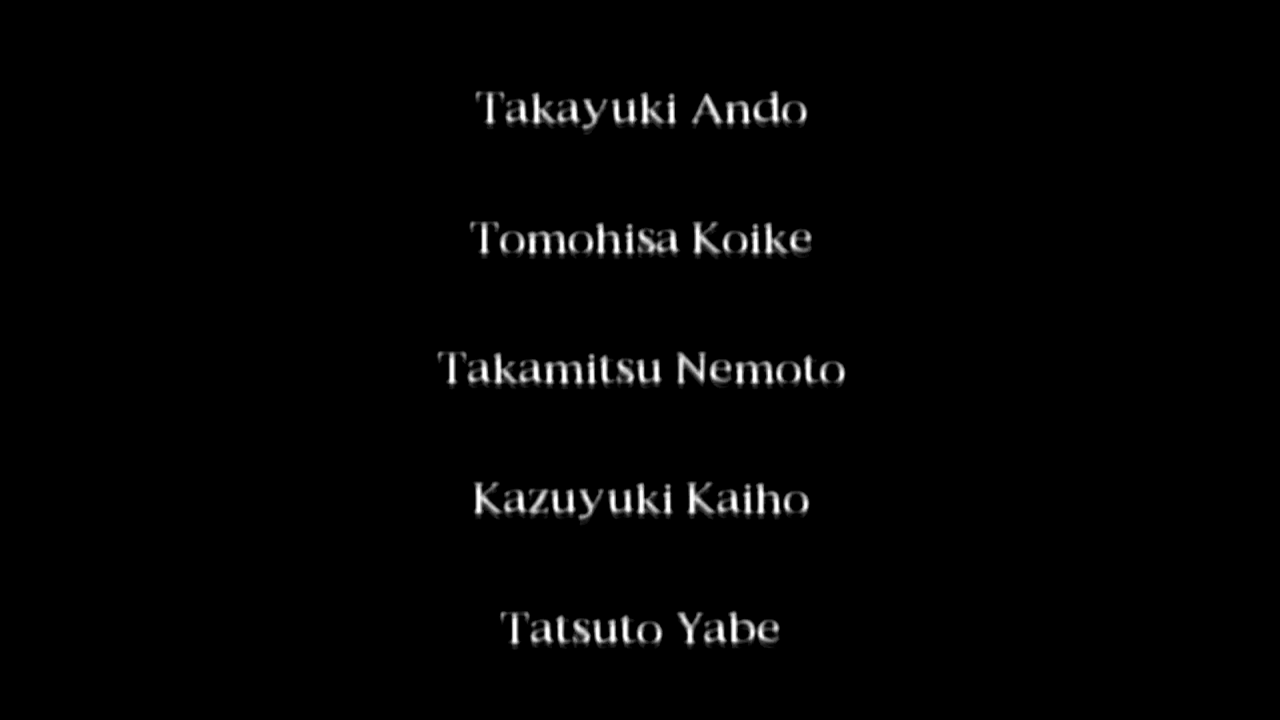 Takayuki Ando
Tomohisa Koike
Takamitsu Nemoto
Kazuyuki Kaiho
Tatsuto Yabe